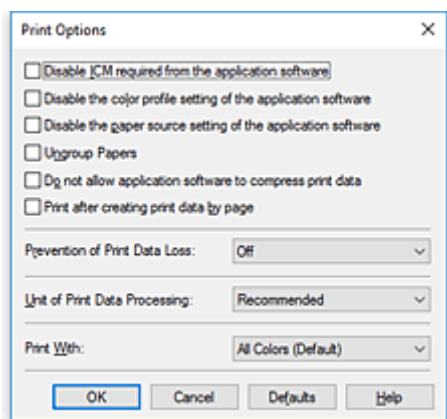 Print Options
Disable ICM required from the application software
Disable the color profile setting of the application software
Disable the paper source setting of the application software
Ungroup Papers
Do not allow application software to compress print data
Print after creating print data by page
Prevention of Print Data Loss: Off
Unit of Print Data Processing: Recommended
Print With: All Colors (Default)
OK Cancel Defaults Help